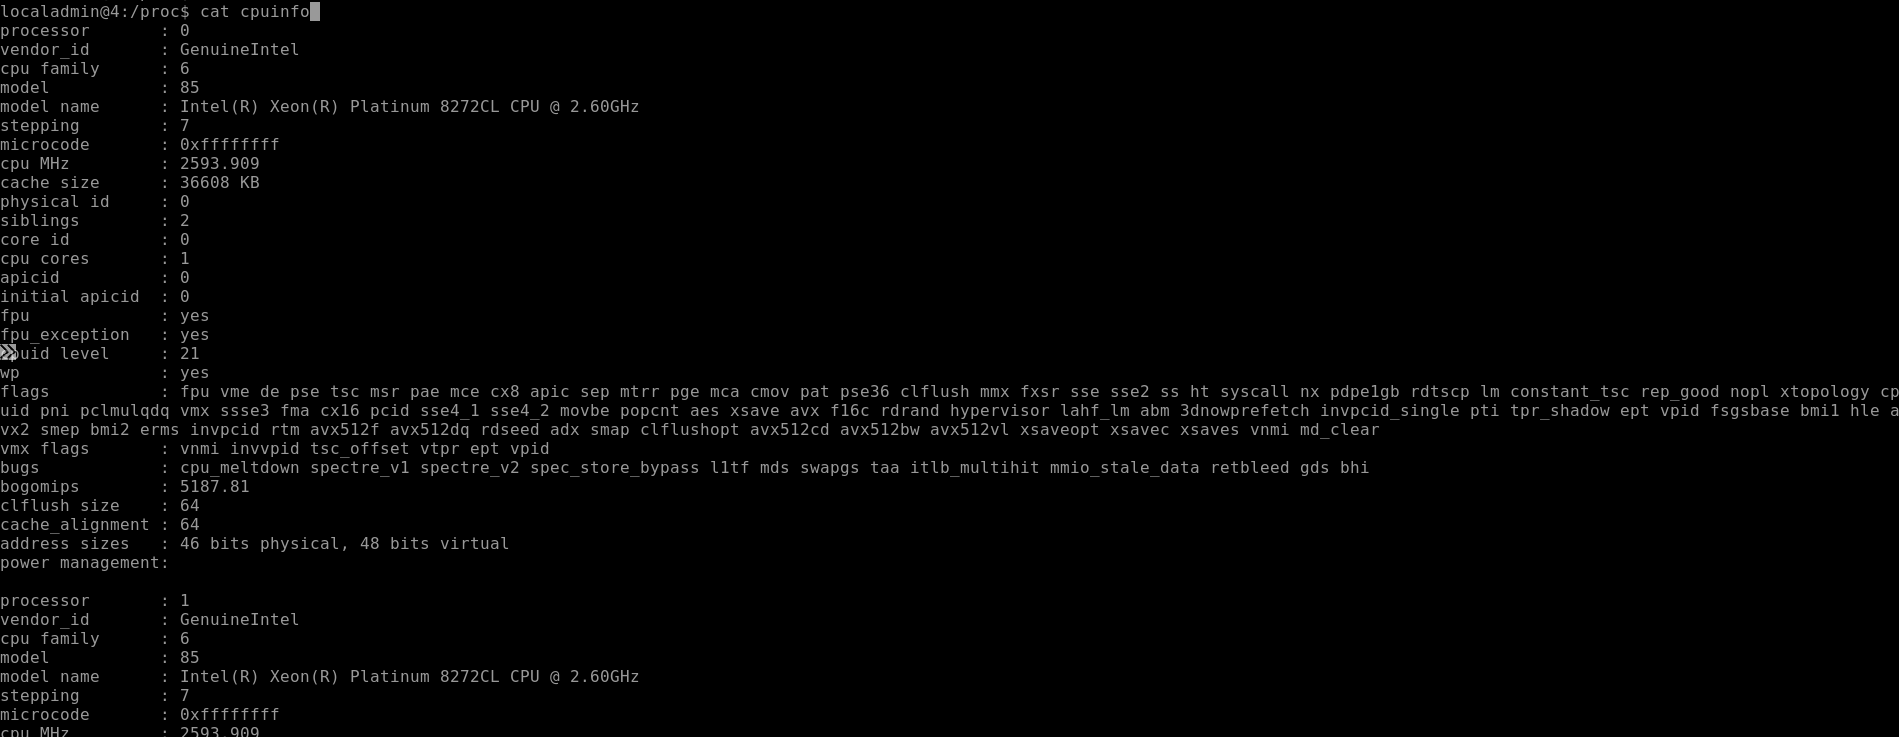 localadmin@4:/proc$ cat cpuinfo
processor       : 0
vendor_id       : GenuineIntel
cpu family      : 6
model           : 85
model name      : Intel(R) Xeon(R) Platinum 8272CL CPU @ 2.60GHz
stepping        : 7
microcode       : 0xffffffff
cpu MHz         : 2593.909
cache size      : 36608 KB
physical id     : 0
siblings        : 2
core id         : 0
cpu cores       : 1
apicid          : 0
initial apicid  : 0
fpu             : yes
fpu_exception   : yes
puid level     : 21
wp              : yes
flags           : fpu vme de pse tsc msr pae mce cx8 apic sep mtrr pge mca cmov pat pse36 clflush mmx fxsr sse sse2 ss ht syscall nx pdpe1gb rdtscp lm constant_tsc rep_good nopl xtopology cp
uid pni pclmulqdq vmx ssse3 fma cx16 pcid sse4_1 sse4_2 movbe popcnt aes xsave avx f16c rdrand hypervisor lahf_lm abm 3dnowprefetch invpcid_single pti tpr_shadow ept vpid fsgsbase bmi1 hle a
vx2 smep bmi2 erms invpcid rtm avx512f avx512dq rdseed adx smap clflushopt avx512cd avx512bw avx512vl xsaveopt xsavec xsaves vnmi md_clear
vmx flags       : vnmi invvpid tsc_offset vtpr ept vpid
bugs            : cpu_meltdown spectre_v1 spectre_v2 spec_store_bypass l1tf mds swapgs taa itlb_multihit mmio_stale_data retbleed gds bhi
bogomips        : 5187.81
clflush size    : 64
cache_alignment : 64
address sizes   : 46 bits physical, 48 bits virtual
power management:
processor       : 1
vendor_id       : GenuineIntel
cpu family      : 6
model           : 85
model name      : Intel(R) Xeon(R) Platinum 8272CL CPU @ 2.60GHz
stepping        : 7
microcode       : 0xffffffff
cpu MHz         : 2593.909